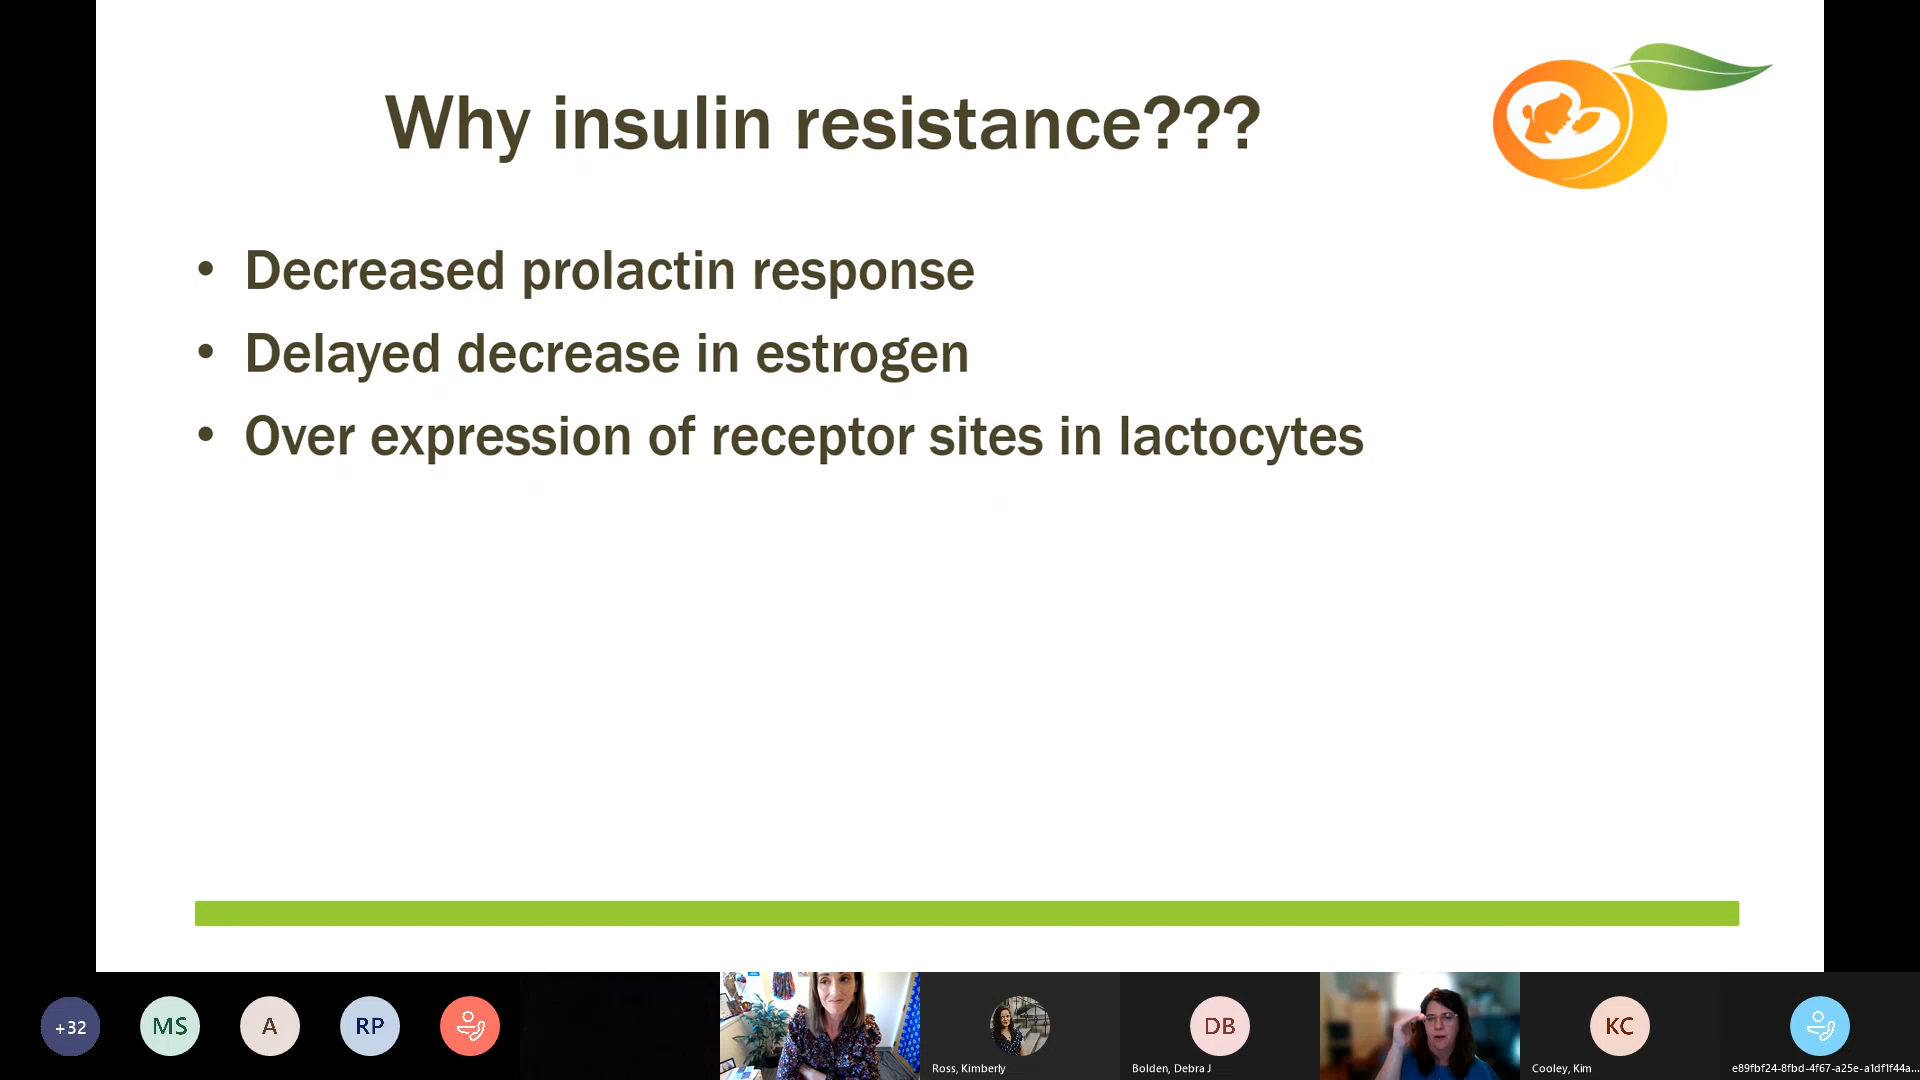 Why insulin resistance???
• Decreased prolactin response
• Delayed decrease in estrogen
• Over expression of receptor sites in lactocytes
+32
MS
A
RP
Ross, Kimberly
DB
Bolden, Debra J
KC
Cooley, Kim
e89fbf24-8fbd-4f67-a25e-a1df1f44a...